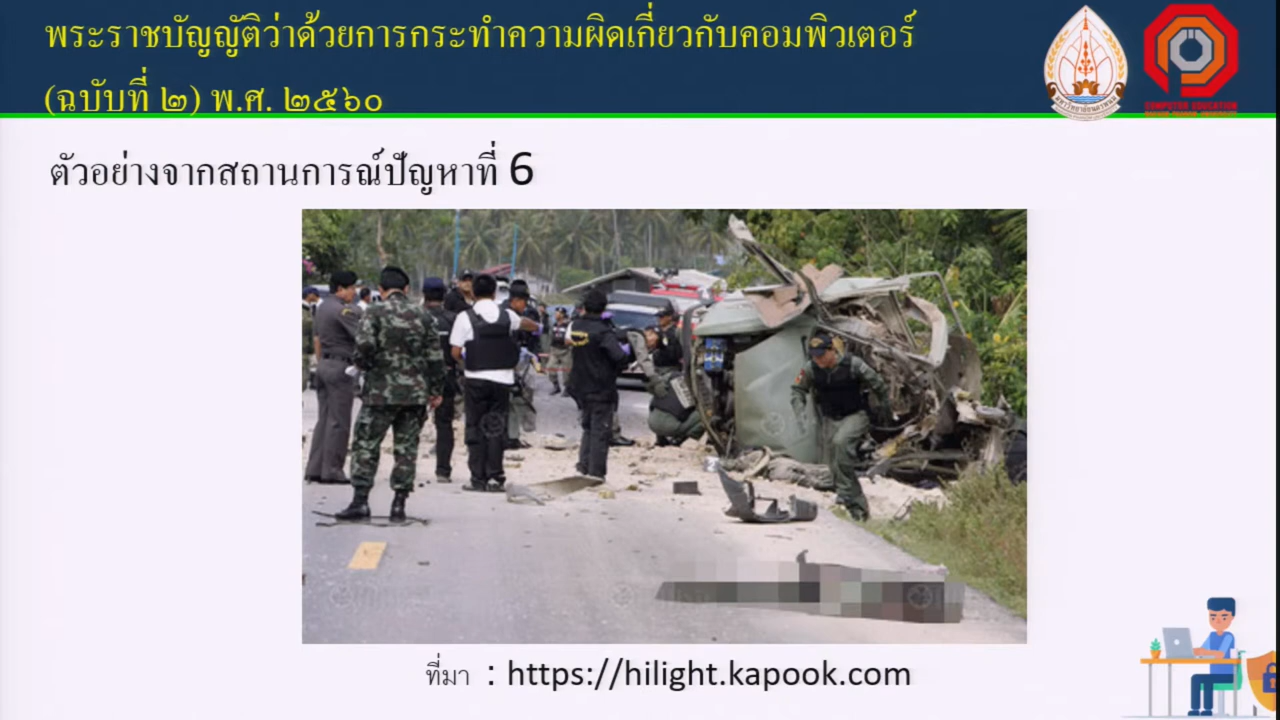 พระราชบัญญัติว่าด้วยการกระทำความผิดเกี่ยวกับคอมพิวเตอร์
(ฉบับที่ ๒) พ.ศ. ๒๕๖๐
COMPUTER EDUCATION
ตัวอย่างจากสถานการณ์ปัญหาที่ 6
ที่มา : https://hilight.kapook.com